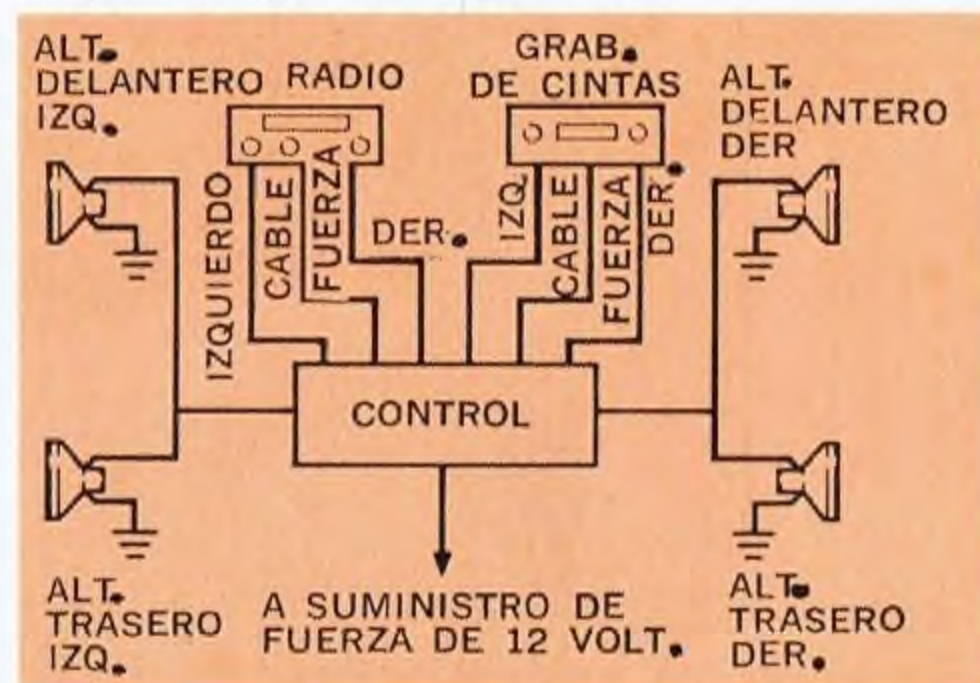 ALT.
DELANTERO
IZQ.
RADIO
GRAB.
DE CINTAS
ALT.
DELANTERO
DER
IZQUIERDO
CABLE
FUERZA
DER.
IZQ.
CABLE
FUERZA
DER.
CONTROL
ALT.
TRASERO
IZQ.
A SUMINISTRO DE
FUERZA DE 12 VOLT.
ALT.
TRASERO
DER.